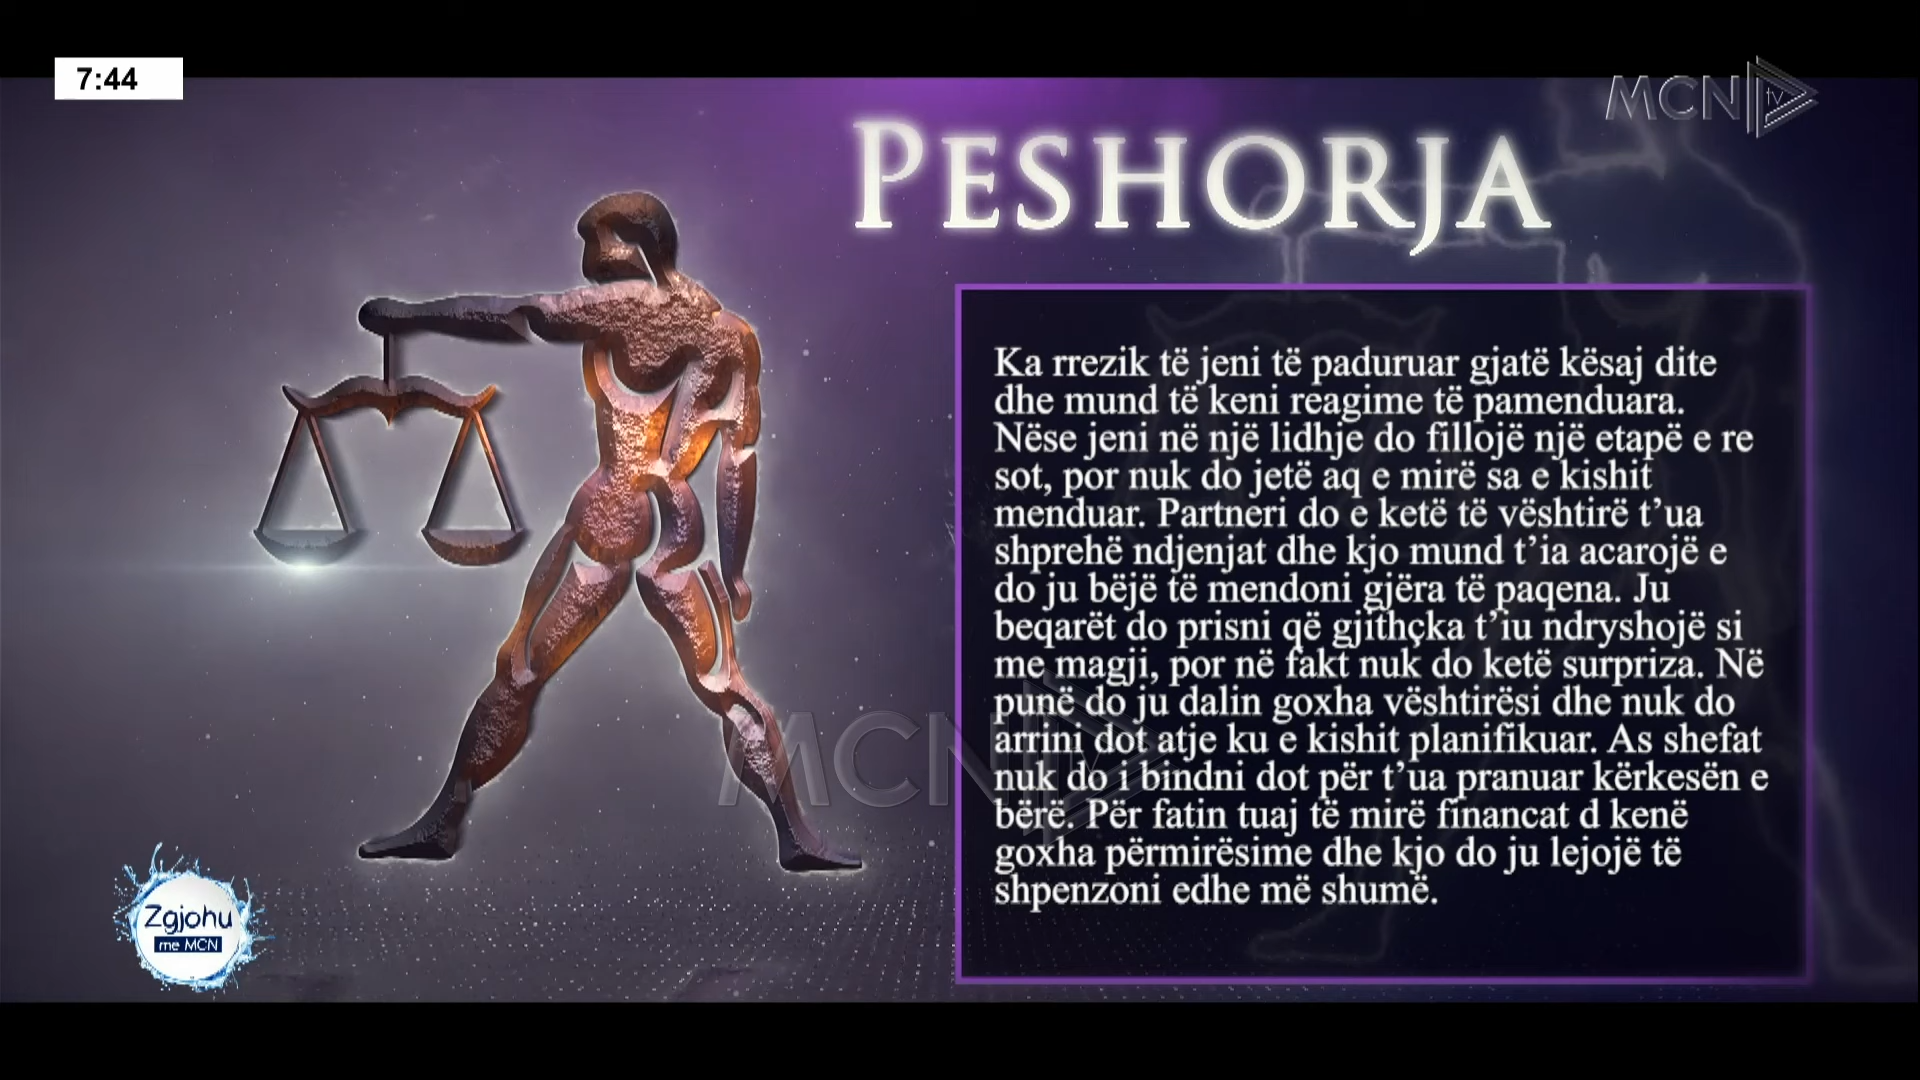 7:44
MCN tv
PESHORJA
Ka rrezik të jeni të paduruar gjatë kësaj dite
dhe mund të keni reagime të pamenduara.
Nëse jeni në një lidhje do fillojë një etapë e re
sot, por nuk do jetë aq e mirë sa e kishit
menduar. Partneri do e ketë të vështirë t’ua
shprehë ndjenjat dhe kjo mund t’ia acarojë e
do ju bëjë të mendoni gjëra të paqena. Ju
beqarët do prisni që gjithçka t’iu ndryshojë si
me magji, por në fakt nuk do ketë surpriza. Në
punë do ju dalin goxha vështirësi dhe nuk do
arrini dot atje ku e kishit planifikuar. As shefat
nuk do i bindni dot për t’ua pranuar kërkesën e
bërë. Për fatin tuaj të mirë financat d kenë
goxha përmirësime dhe kjo do ju lejojë të
shpenzoni edhe më shumë.
MCN tv
Zgjohu
me MCN